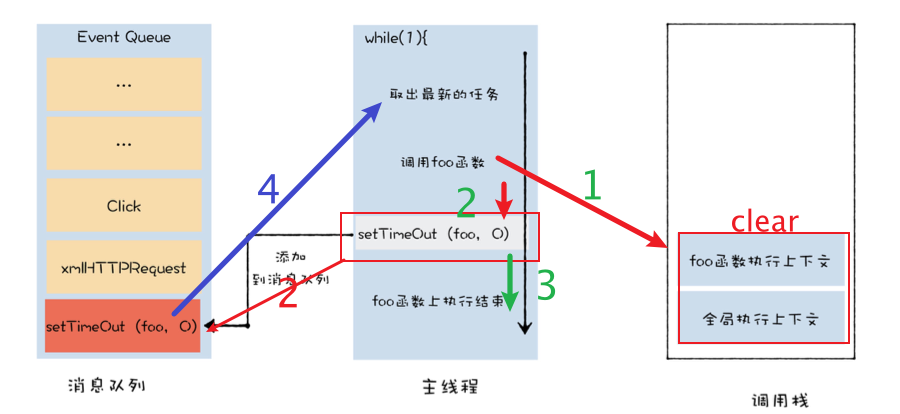 Event Queue
...
...
Click
xmlHTTPRequest
setTimeOut (foo, 0)
消息队列
4
添加
到消息队列
2
while(1){
取出最新的任务
调用foo函数
2
setTimeOut (foo, 0)
3
foo函数上执行结束
主线程
1
clear
foo函数执行上下文
全局执行上下文
调用栈